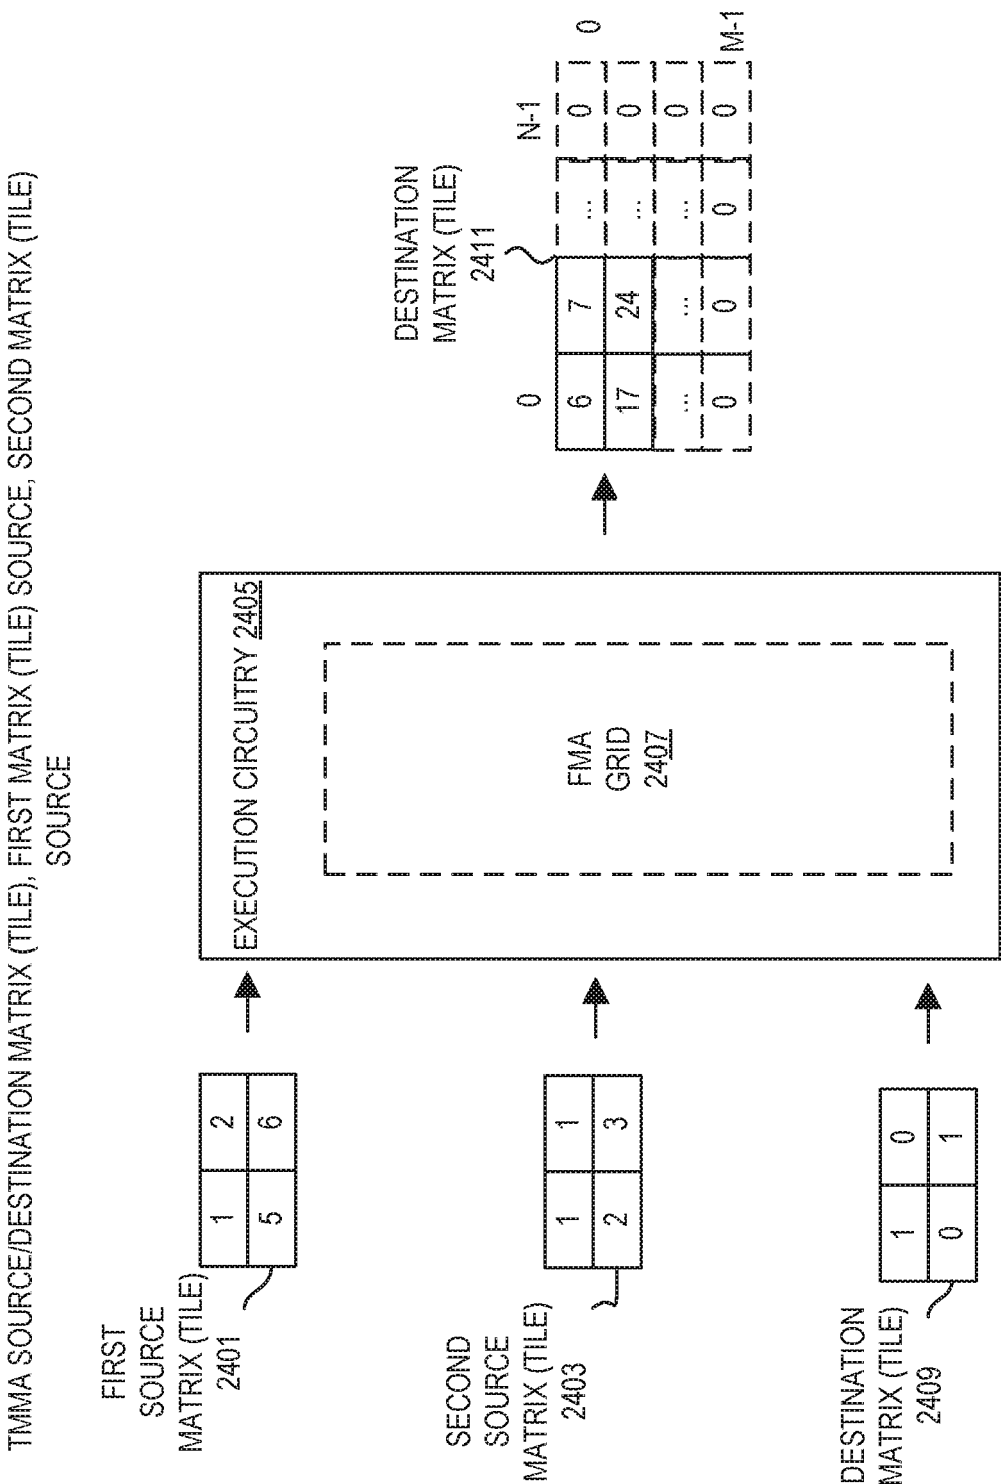 TMMA SOURCE/DESTINATION MATRIX (TILE), FIRST MATRIX (TILE) SOURCE, SECOND MATRIX (TILE)
SOURCE
FIRST
SOURCE
MATRIX (TILE)
2401
1 2
5 6
SECOND
SOURCE
MATRIX (TILE)
2403
1 1
2 3
DESTINATION
MATRIX (TILE)
2409
1 0
0 1
EXECUTION CIRCUITRY 2405
FMA
GRID
2407
DESTINATION
MATRIX (TILE)
2411
0 N-1
6 7 ... 0 0
17 24 ... 0
... ... ... 0
0 0 0 0 M-1